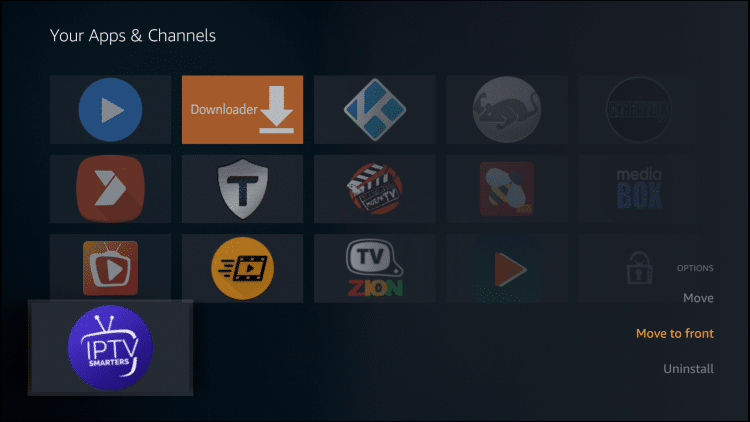 Your Apps & Channels
Downloader
T
media
BOX
TV
ZION
OPTIONS
Move
Move to front
Uninstall
IPTV
SMARTERS